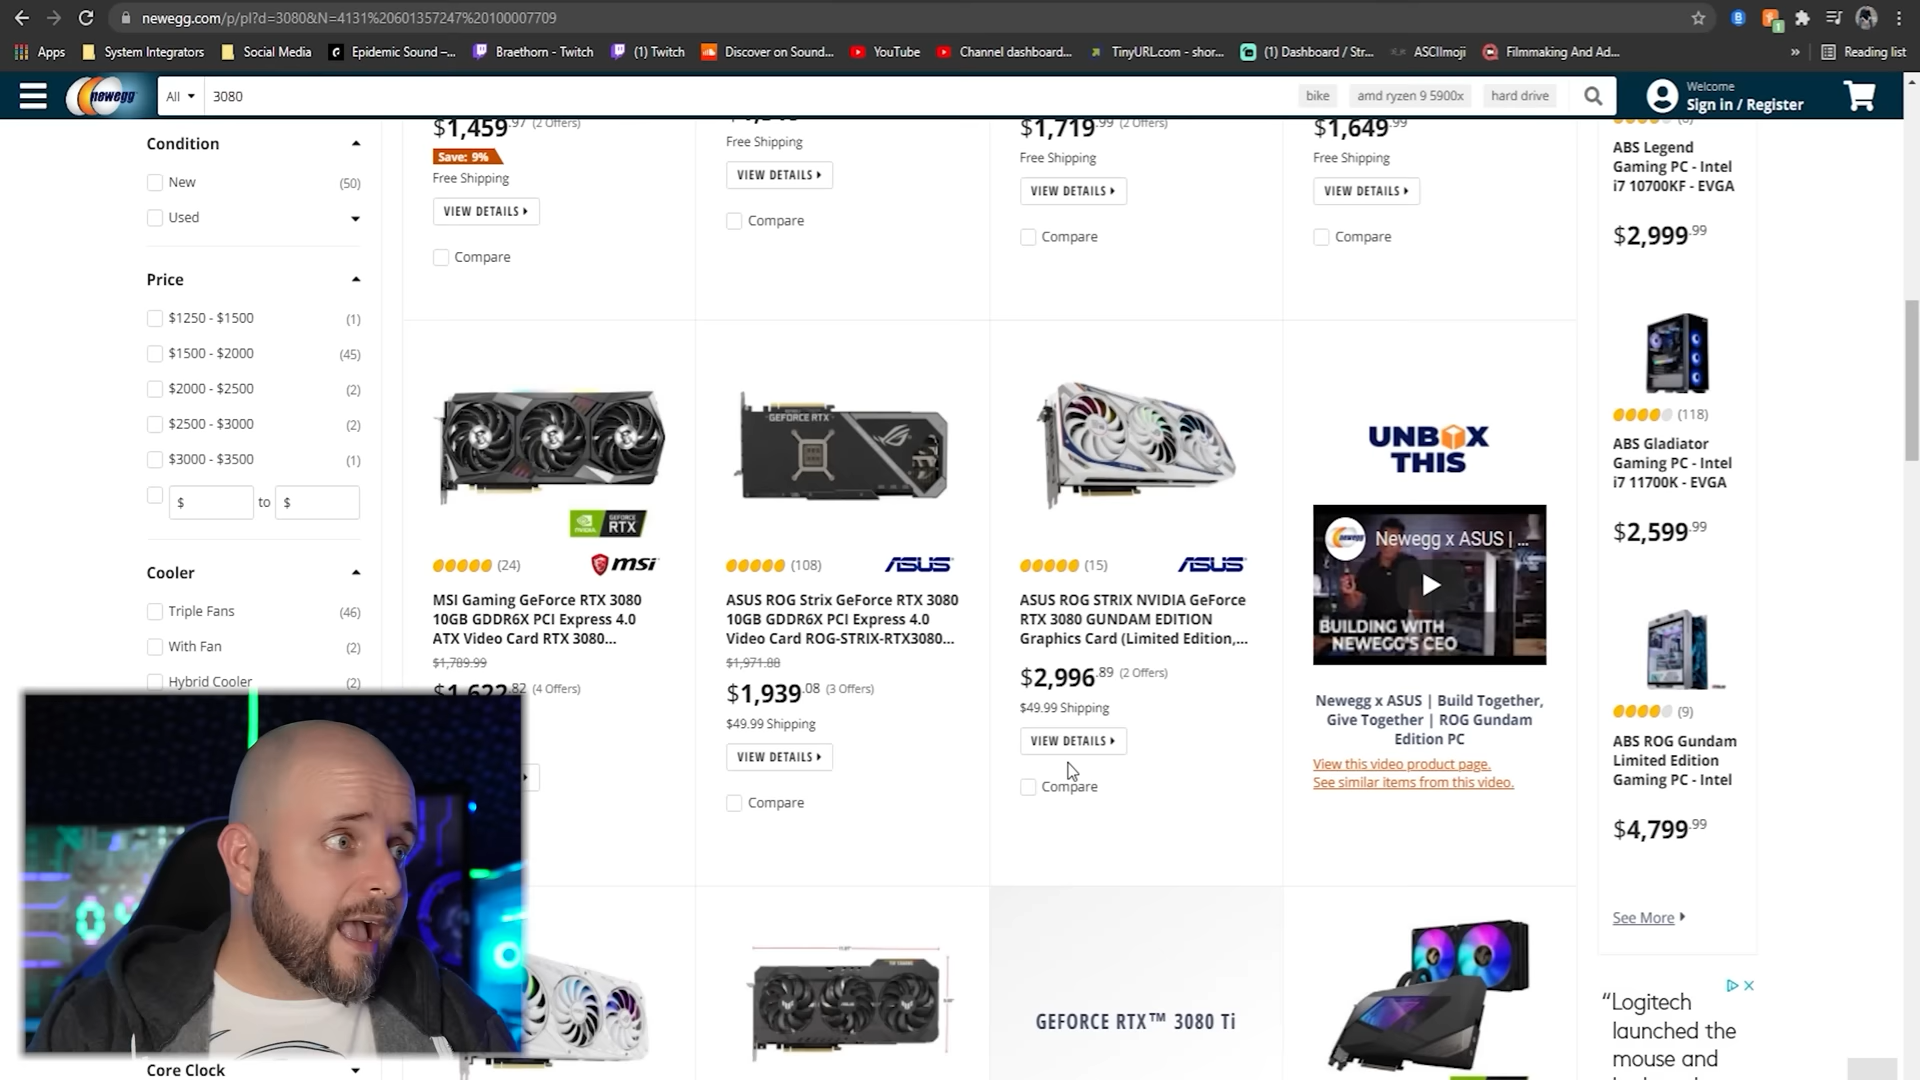 newegg.com/p/pl?d=3080&N=4131%20601357247%20100007709
Apps
System Integrators
Social Media
Epidemic Sound –...
Braethorn - Twitch
(1) Twitch
Discover on Sound...
YouTube
Channel dashboard...
TinyURL.com - shor...
(1) Dashboard / Str...
ASCIImoji
Filmmaking And Ad...
»
Reading list
newegg
All
3080
bike
amd ryzen 9 5900x
hard drive
Welcome
Sign in / Register
Condition
New (50)
Used
Price
$1250 - $1500 (1)
$1500 - $2000 (45)
$2000 - $2500 (2)
$2500 - $3000 (2)
$3000 - $3500 (1)
$ to $
Cooler
Triple Fans (46)
With Fan (2)
Hybrid Cooler (2)
Core Clock
$1,459.97 (2 Offers)
Save: 9%
Free Shipping
VIEW DETAILS
Compare
Free Shipping
VIEW DETAILS
Compare
$1,719.99 (2 Offers)
Free Shipping
VIEW DETAILS
Compare
$1,649.99
Free Shipping
VIEW DETAILS
Compare
NVIDIA GEFORCE RTX
(24) msi
MSI Gaming GeForce RTX 3080
10GB GDDR6X PCI Express 4.0
ATX Video Card RTX 3080...
$1,789.99
$1,622.82 (4 Offers)
GEFORCE RTX
(108) ASUS
ASUS ROG Strix GeForce RTX 3080
10GB GDDR6X PCI Express 4.0
Video Card ROG-STRIX-RTX3080...
$1,971.88
$1,939.08 (3 Offers)
$49.99 Shipping
VIEW DETAILS
Compare
(15) ASUS
ASUS ROG STRIX NVIDIA GeForce
RTX 3080 GUNDAM EDITION
Graphics Card (Limited Edition,...
$2,996.89 (2 Offers)
$49.99 Shipping
VIEW DETAILS
Compare
UNBOX
THIS
Newegg x ASUS | ...
BUILDING WITH
NEWEGG'S CEO
Newegg x ASUS | Build Together,
Give Together | ROG Gundam
Edition PC
View this video product page.
See similar items from this video.
GEFORCE RTX™ 3080 Ti
ABS Legend
Gaming PC - Intel
i7 10700KF - EVGA
$2,999.99
(118)
ABS Gladiator
Gaming PC - Intel
i7 11700K - EVGA
$2,599.99
(9)
ABS ROG Gundam
Limited Edition
Gaming PC - Intel
$4,799.99
See More
“Logitech
launched the
mouse and